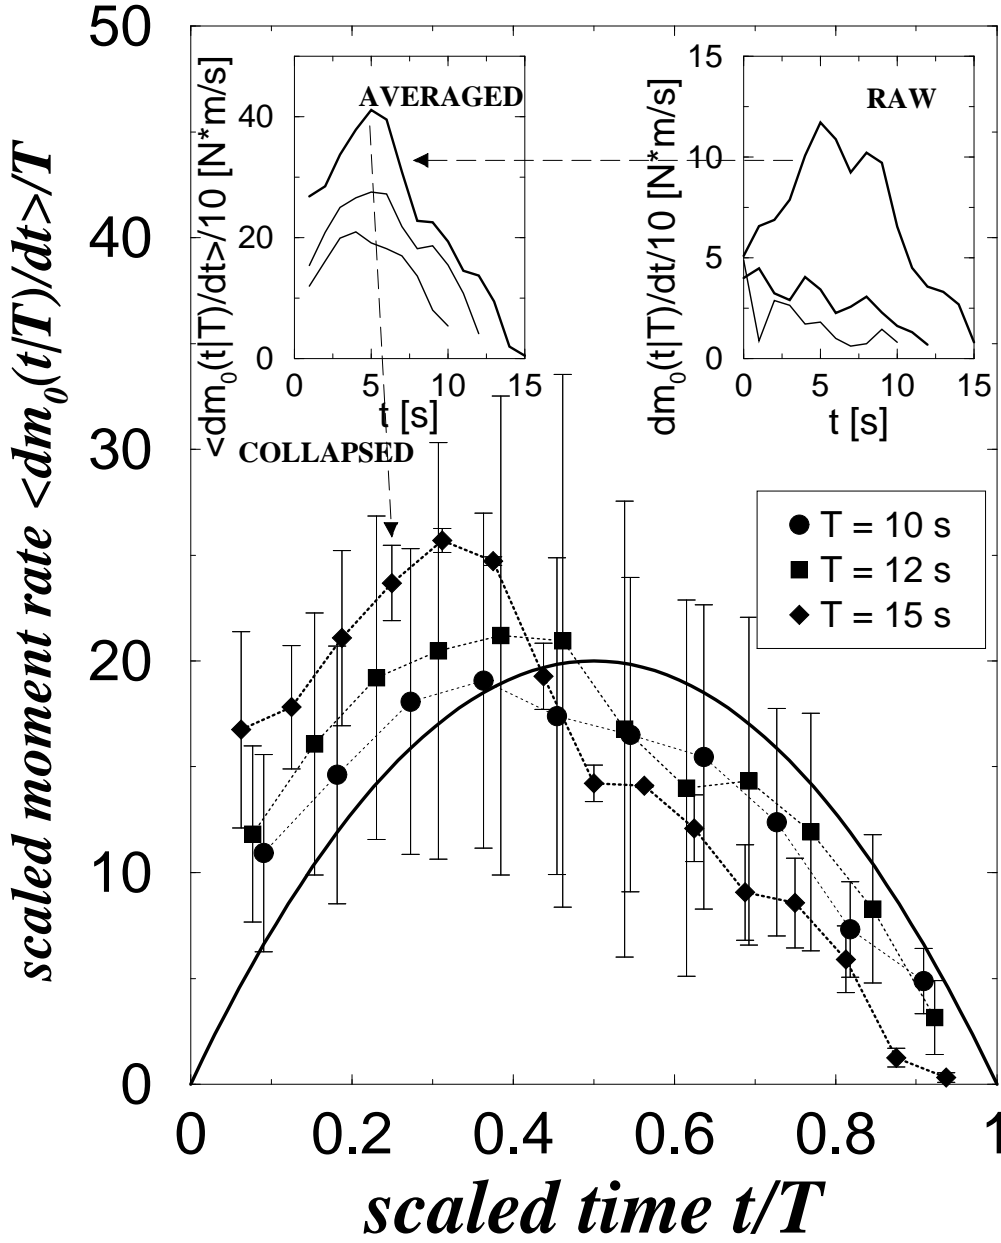 50
40
30
20
10
0
0
0.2
0.4
0.6
0.8
1
scaled moment rate <dm₀(t/T)/dt>/T
scaled time t/T
AVERAGED
<dm₀(t|T)/dt>/10 [N*m/s]
40
20
0
0
5
10
15
t [s]
RAW
dm₀(t|T)/dt/10 [N*m/s]
15
10
5
0
0
5
10
15
t [s]
COLLAPSED
T = 10 s
T = 12 s
T = 15 s